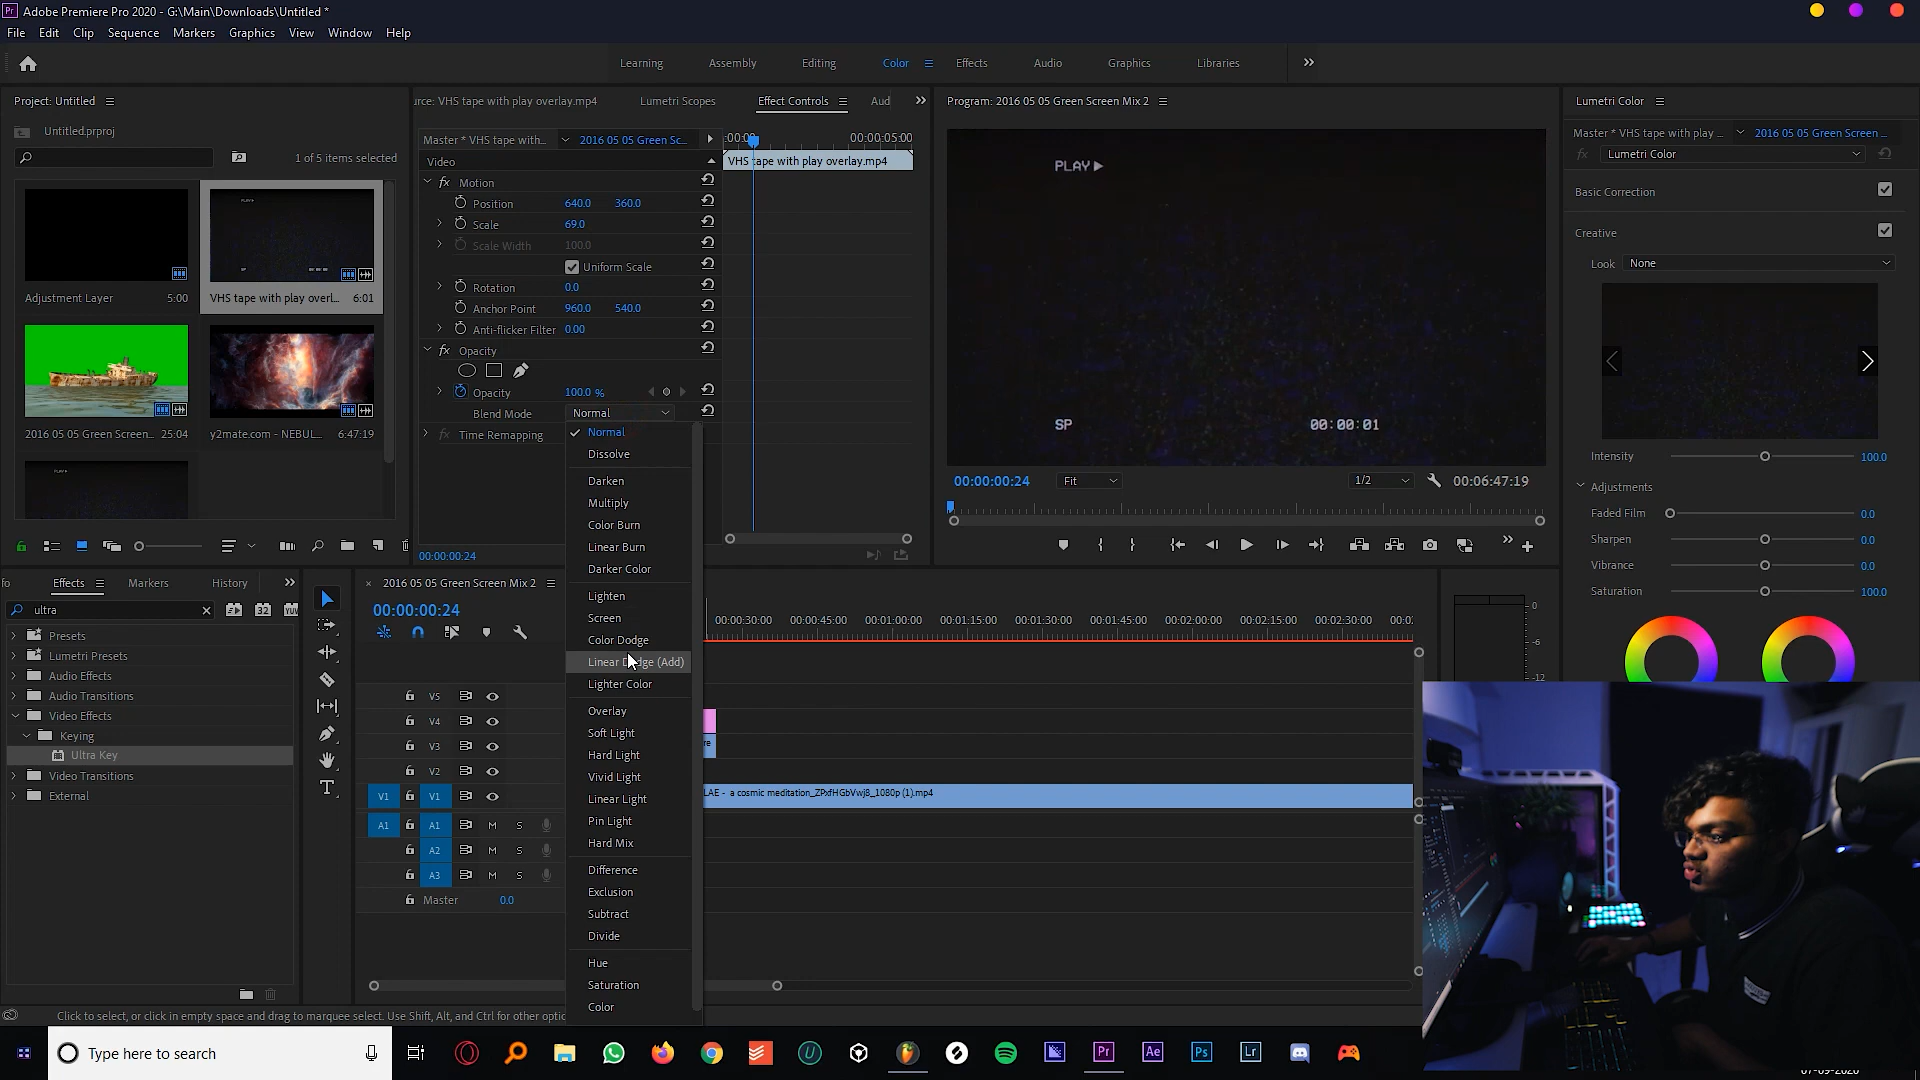 Pr Adobe Premiere Pro 2020 - G:\Main\Downloads\Untitled *
File Edit Clip Sequence Markers Graphics View Window Help
Learning Assembly Editing Color Effects Audio Graphics Libraries
Project: Untitled
Untitled.prproj
1 of 5 items selected
Adjustment Layer 5:00
VHS tape with play overl... 6:01
2016 05 05 Green Screen... 25:04
y2mate.com - NEBUL... 6:47:19
urce: VHS tape with play overlay.mp4 Lumetri Scopes Effect Controls Aud
Master * VHS tape with... 2016 05 05 Green Sc...
:00:00 00:00:05:00
Video
VHS tape with play overlay.mp4
fx Motion
Position 640.0 360.0
Scale 69.0
Scale Width 100.0
Uniform Scale
Rotation 0.0
Anchor Point 960.0 540.0
Anti-flicker Filter 0.00
fx Opacity
Opacity 100.0 %
Blend Mode Normal
fx Time Remapping
Normal
Dissolve
Darken
Multiply
Color Burn
Linear Burn
Darker Color
Lighten
Screen
Color Dodge
Linear Dodge (Add)
Lighter Color
Overlay
Soft Light
Hard Light
Vivid Light
Linear Light
Pin Light
Hard Mix
Difference
Exclusion
Subtract
Divide
Hue
Saturation
Color
00:00:00:24
Program: 2016 05 05 Green Screen Mix 2
PLAY
SP 00:00:01
00:00:00:24 Fit 1/2 00:06:47:19
Lumetri Color
Master * VHS tape with play ... 2016 05 05 Green Screen ...
fx Lumetri Color
Basic Correction
Creative
Look None
Intensity 100.0
Adjustments
Faded Film 0.0
Sharpen 0.0
Vibrance 0.0
Saturation 100.0
fo Effects Markers History
ultra
32 YUV
Presets
Lumetri Presets
Audio Effects
Audio Transitions
Video Effects
Keying
Ultra Key
Video Transitions
External
2016 05 05 Green Screen Mix 2
00:00:00:24
00:00:30:00 00:00:45:00 00:01:00:00 00:01:15:00 00:01:30:00 00:01:45:00 00:02:00:00 00:02:15:00 00:02:30:00 00:02
V5
V4
V3 re
V2
V1 V1 LAE - a cosmic meditation_ZPxfHGbVwj8_1080p (1).mp4
A1 A1 M S
A2 M S
A3 M S
Master 0.0
0
-6
-12
Click to select, or click in empty space and drag to marquee select. Use Shift, Alt, and Ctrl for other optic
Type here to search
U Pr Ae Ps Lr
07-09-2020